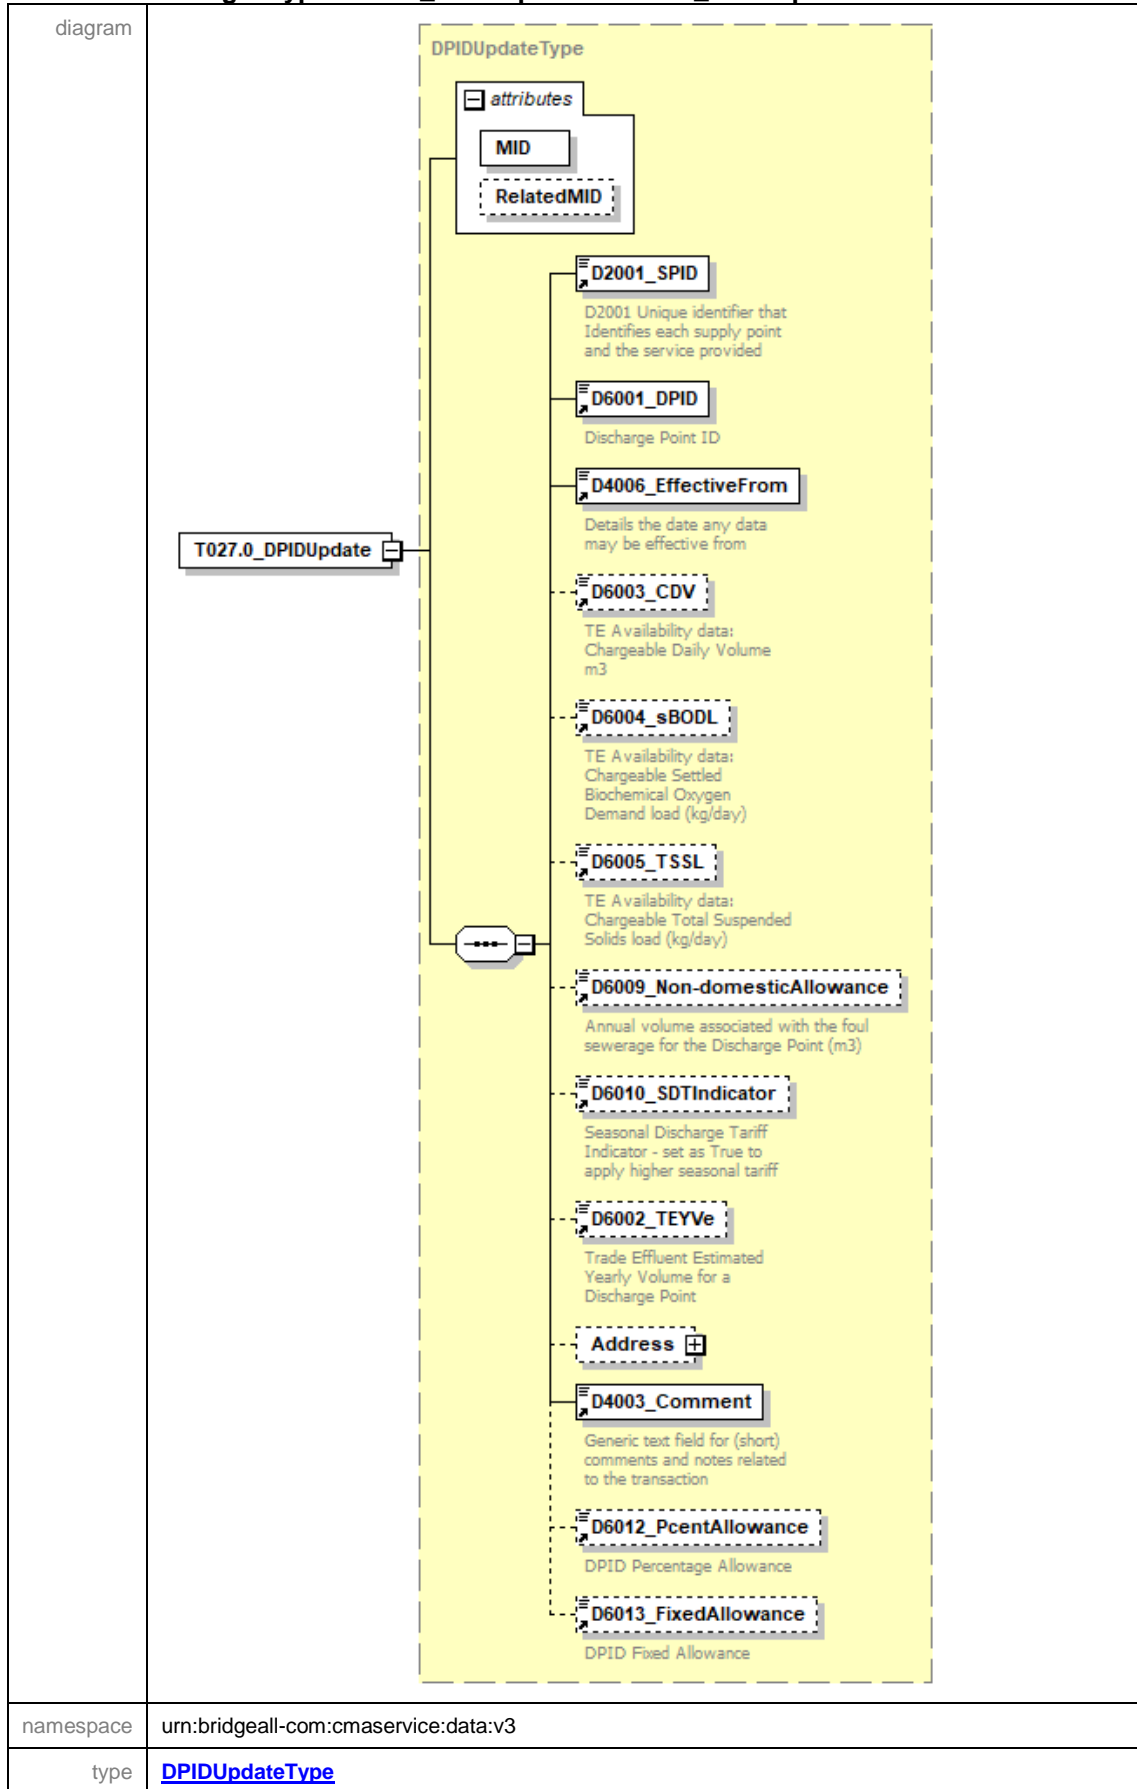 diagram
DPIDUpdateType
attributes
MID
RelatedMID
D2001_SPID
D2001 Unique identifier that
Identifies each supply point
and the service provided
D6001_DPID
Discharge Point ID
D4006_EffectiveFrom
Details the date any data
may be effective from
T027.0_DPIDUpdate
D6003_CDV
TE Availability data:
Chargeable Daily Volume
m3
D6004_sBODL
TE Availability data:
Chargeable Settled
Biochemical Oxygen
Demand load (kg/day)
D6005_TSSL
TE Availability data:
Chargeable Total Suspended
Solids load (kg/day)
D6009_Non-domesticAllowance
Annual volume associated with the foul
sewerage for the Discharge Point (m3)
D6010_SDTIndicator
Seasonal Discharge Tariff
Indicator - set as True to
apply higher seasonal tariff
D6002_TEYVe
Trade Effluent Estimated
Yearly Volume for a
Discharge Point
Address
D4003_Comment
Generic text field for (short)
comments and notes related
to the transaction
D6012_PcentAllowance
DPID Percentage Allowance
D6013_FixedAllowance
DPID Fixed Allowance
namespace urn:bridgeall-com:cmaservice:data:v3
type DPIDUpdateType